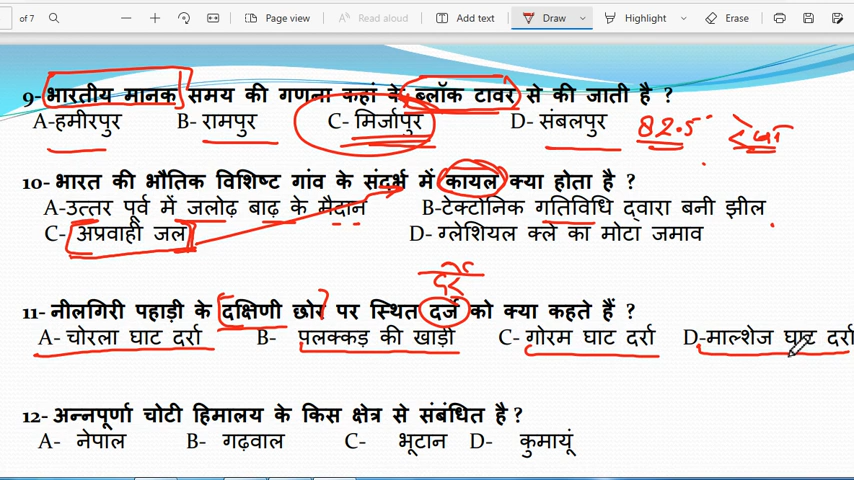 of 7
Page view
Read aloud
Add text
Draw
Highlight
Erase
9- भारतीय मानक समय की गणना कहां के ब्लॉक टावर से की जाती है ?
A-हमीरपुर B- रामपुर C- मिर्जापुर D- संबलपुर 82.5°
10- भारत की भौतिक विशिष्ट गांव के संदर्भ में कायल क्या होता है ?
A-उत्तर पूर्व में जलोढ़ बाढ़ के मैदान B-टेक्टोनिक गतिविधि द्वारा बनी झील
C- अप्रवाही जल D- ग्लेशियल क्ले का मोटा जमाव
11- नीलगिरी पहाड़ी के दक्षिणी छोर पर स्थित दर्ज को क्या कहते हैं ?
A- चोरला घाट दर्रा B- पलक्कड़ की खाड़ी C- गोरम घाट दर्रा D-माल्शेज घाट दर्रा
12- अन्नपूर्णा चोटी हिमालय के किस क्षेत्र से संबंधित है ?
A- नेपाल B- गढ़वाल C- भूटान D- कुमायूं